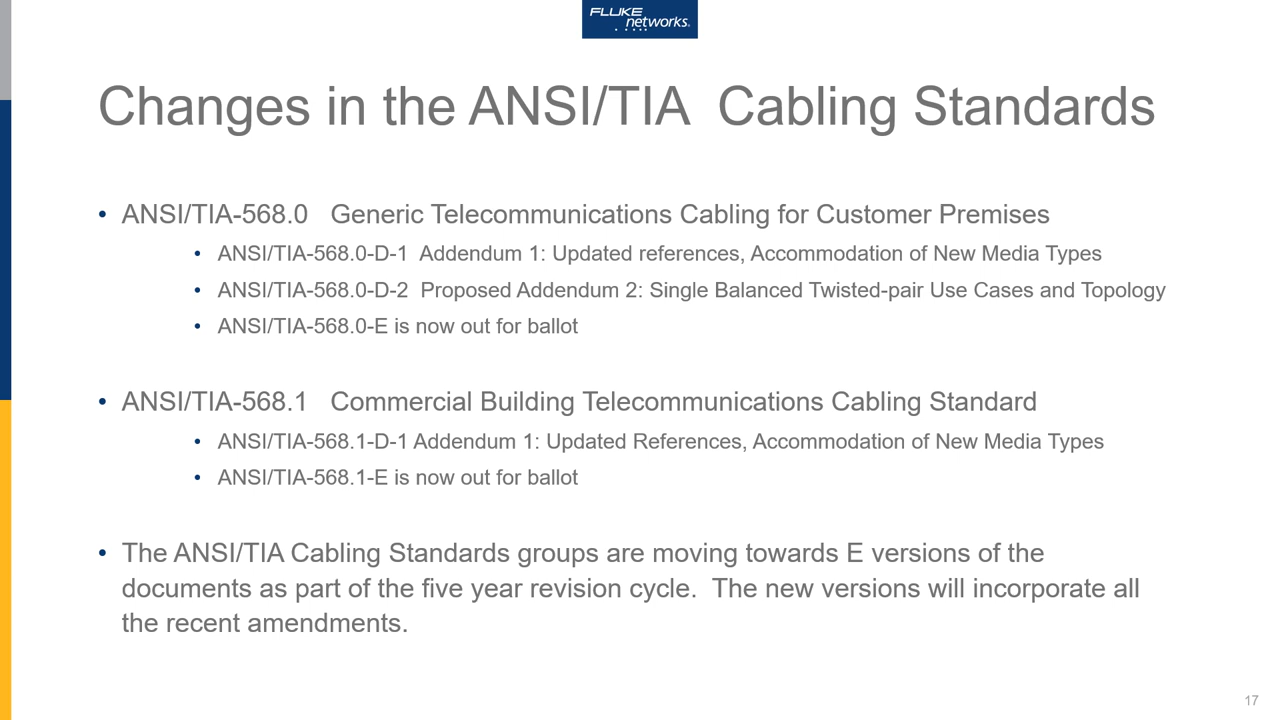 FLUKE
networks®
Changes in the ANSI/TIA Cabling Standards
• ANSI/TIA-568.0 Generic Telecommunications Cabling for Customer Premises
• ANSI/TIA-568.0-D-1 Addendum 1: Updated references, Accommodation of New Media Types
• ANSI/TIA-568.0-D-2 Proposed Addendum 2: Single Balanced Twisted-pair Use Cases and Topology
• ANSI/TIA-568.0-E is now out for ballot
• ANSI/TIA-568.1 Commercial Building Telecommunications Cabling Standard
• ANSI/TIA-568.1-D-1 Addendum 1: Updated References, Accommodation of New Media Types
• ANSI/TIA-568.1-E is now out for ballot
• The ANSI/TIA Cabling Standards groups are moving towards E versions of the
documents as part of the five year revision cycle. The new versions will incorporate all
the recent amendments.
17